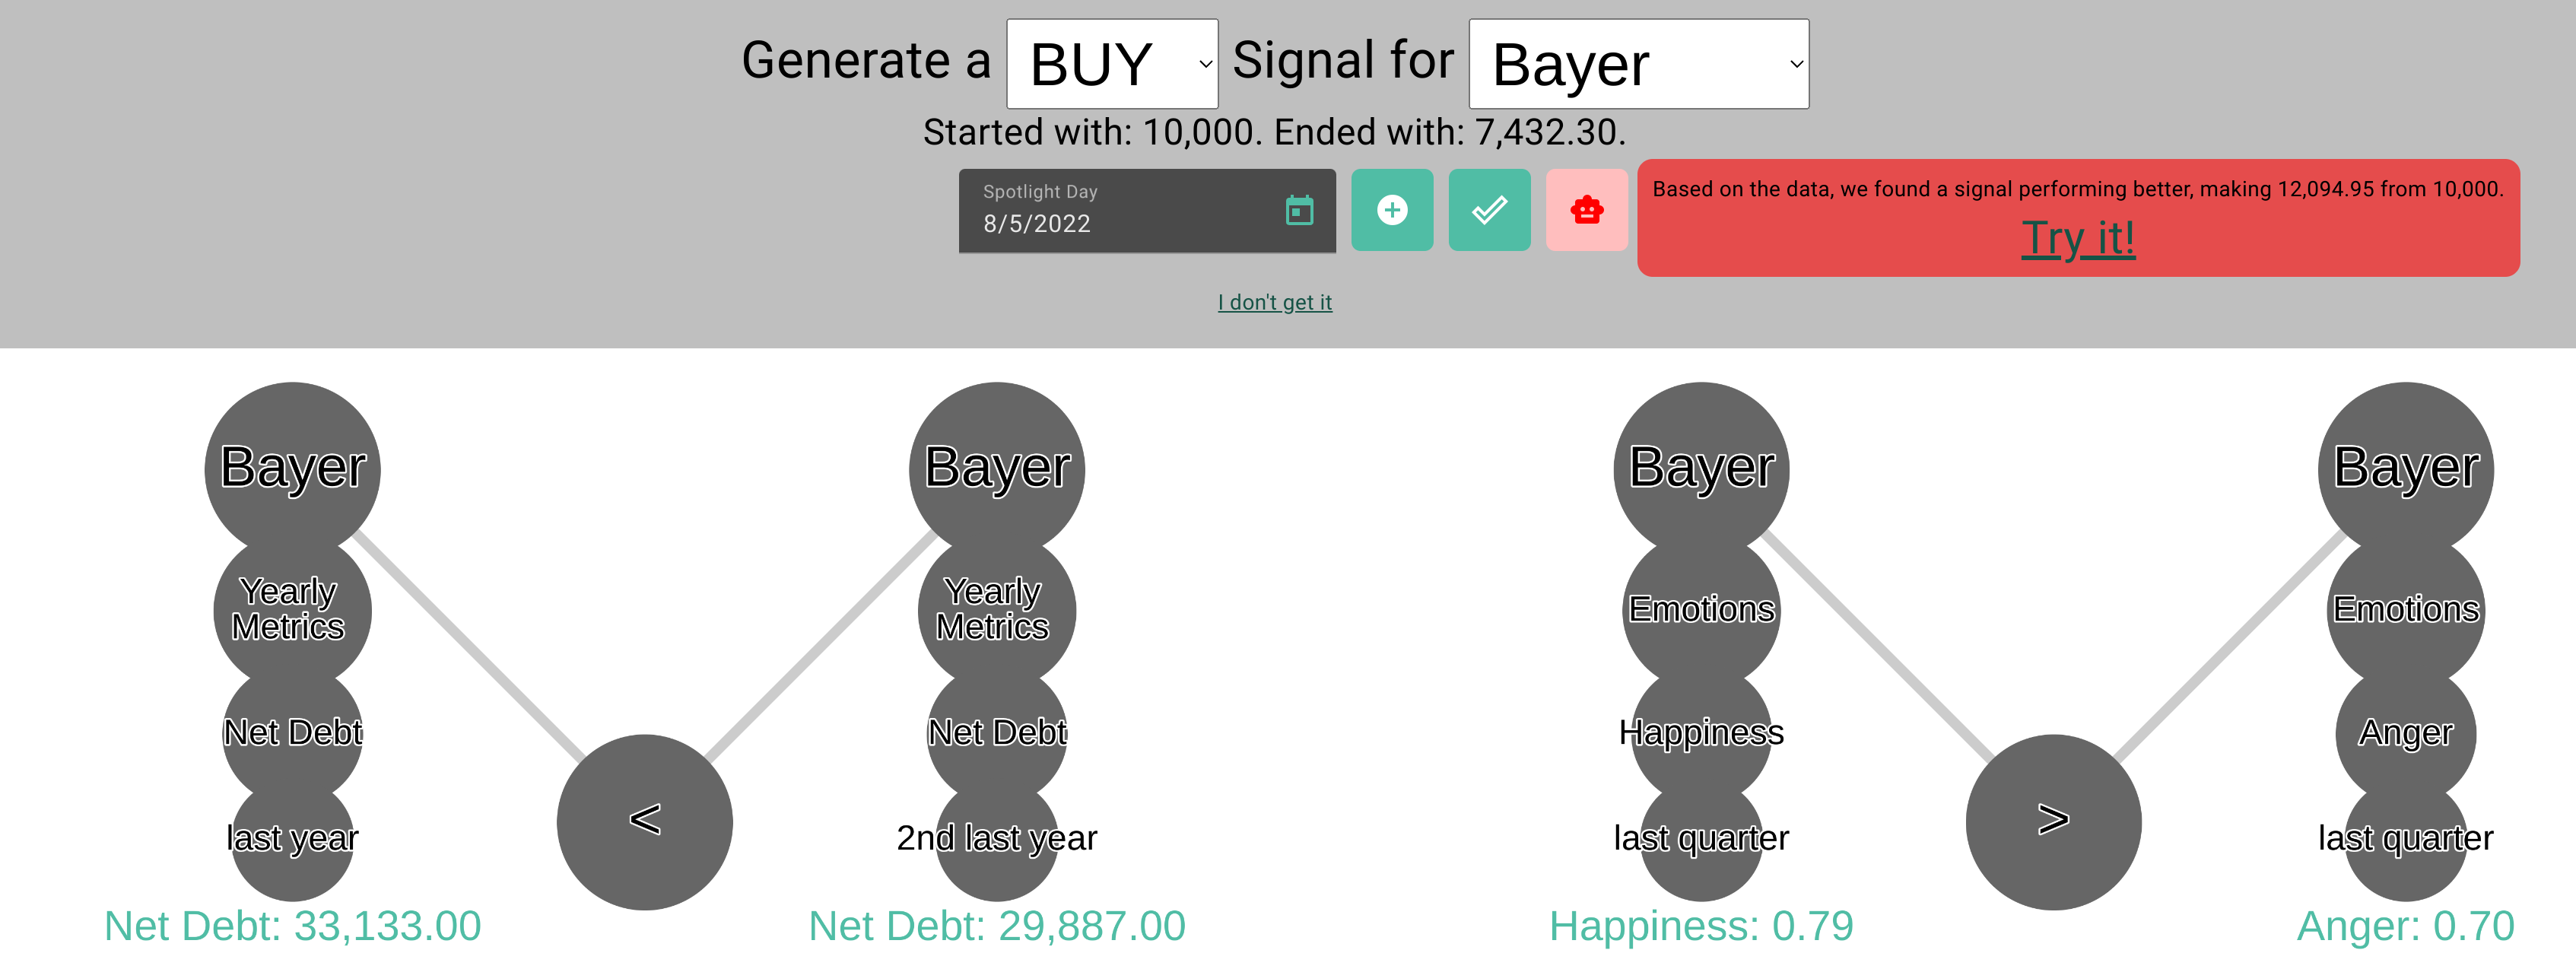 Generate a BUY Signal for Bayer
Started with: 10,000. Ended with: 7,432.30.
Spotlight Day
8/5/2022
Based on the data, we found a signal performing better, making 12,094.95 from 10,000.
Try it!
I don't get it
Bayer
Yearly
Metrics
Net Debt
last year
Net Debt: 33,133.00
<
Bayer
Yearly
Metrics
Net Debt
2nd last year
Net Debt: 29,887.00
Bayer
Emotions
Happiness
last quarter
Happiness: 0.79
>
Bayer
Emotions
Anger
last quarter
Anger: 0.70